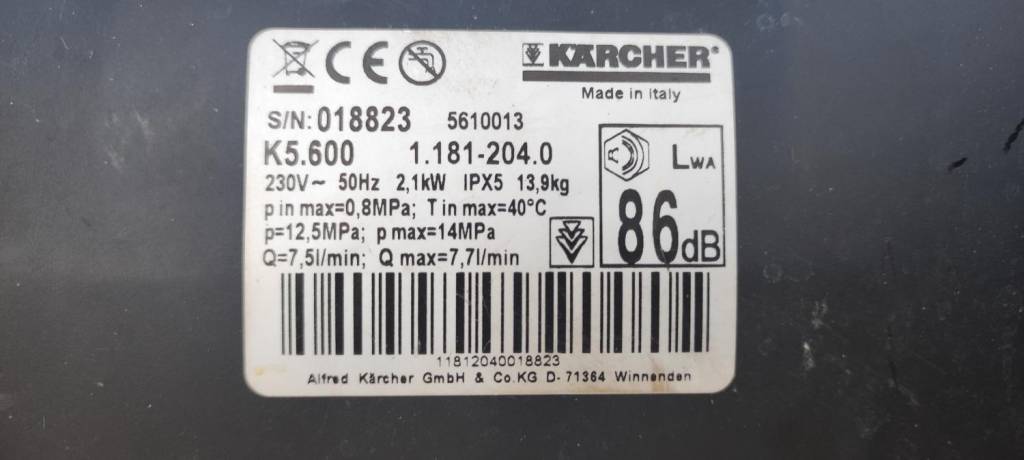 CE
KÄRCHER
Made in Italy
S/N: 018823 5610013
K5.600 1.181-204.0
230V~ 50Hz 2,1kW IPX5 13,9kg
p in max=0,8MPa; T in max=40°C
p=12,5MPa; p max=14MPa
Q=7,5l/min; Q max=7,7l/min
LWA
86dB
11812040018823
Alfred Kärcher GmbH & Co.KG D-71364 Winnenden